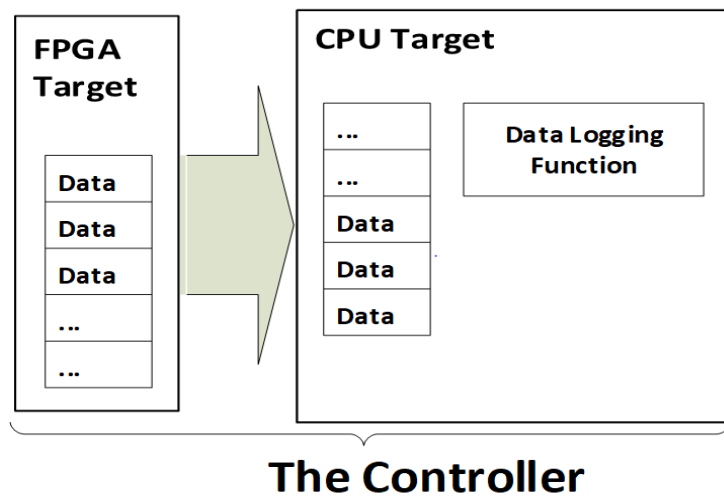 FPGA
Target
Data
Data
Data
...
...
CPU Target
...
...
Data
Data
Data
Data Logging
Function
The Controller